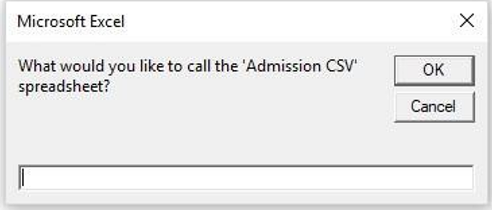 Microsoft Excel
What would you like to call the 'Admission CSV'
spreadsheet?
OK
Cancel